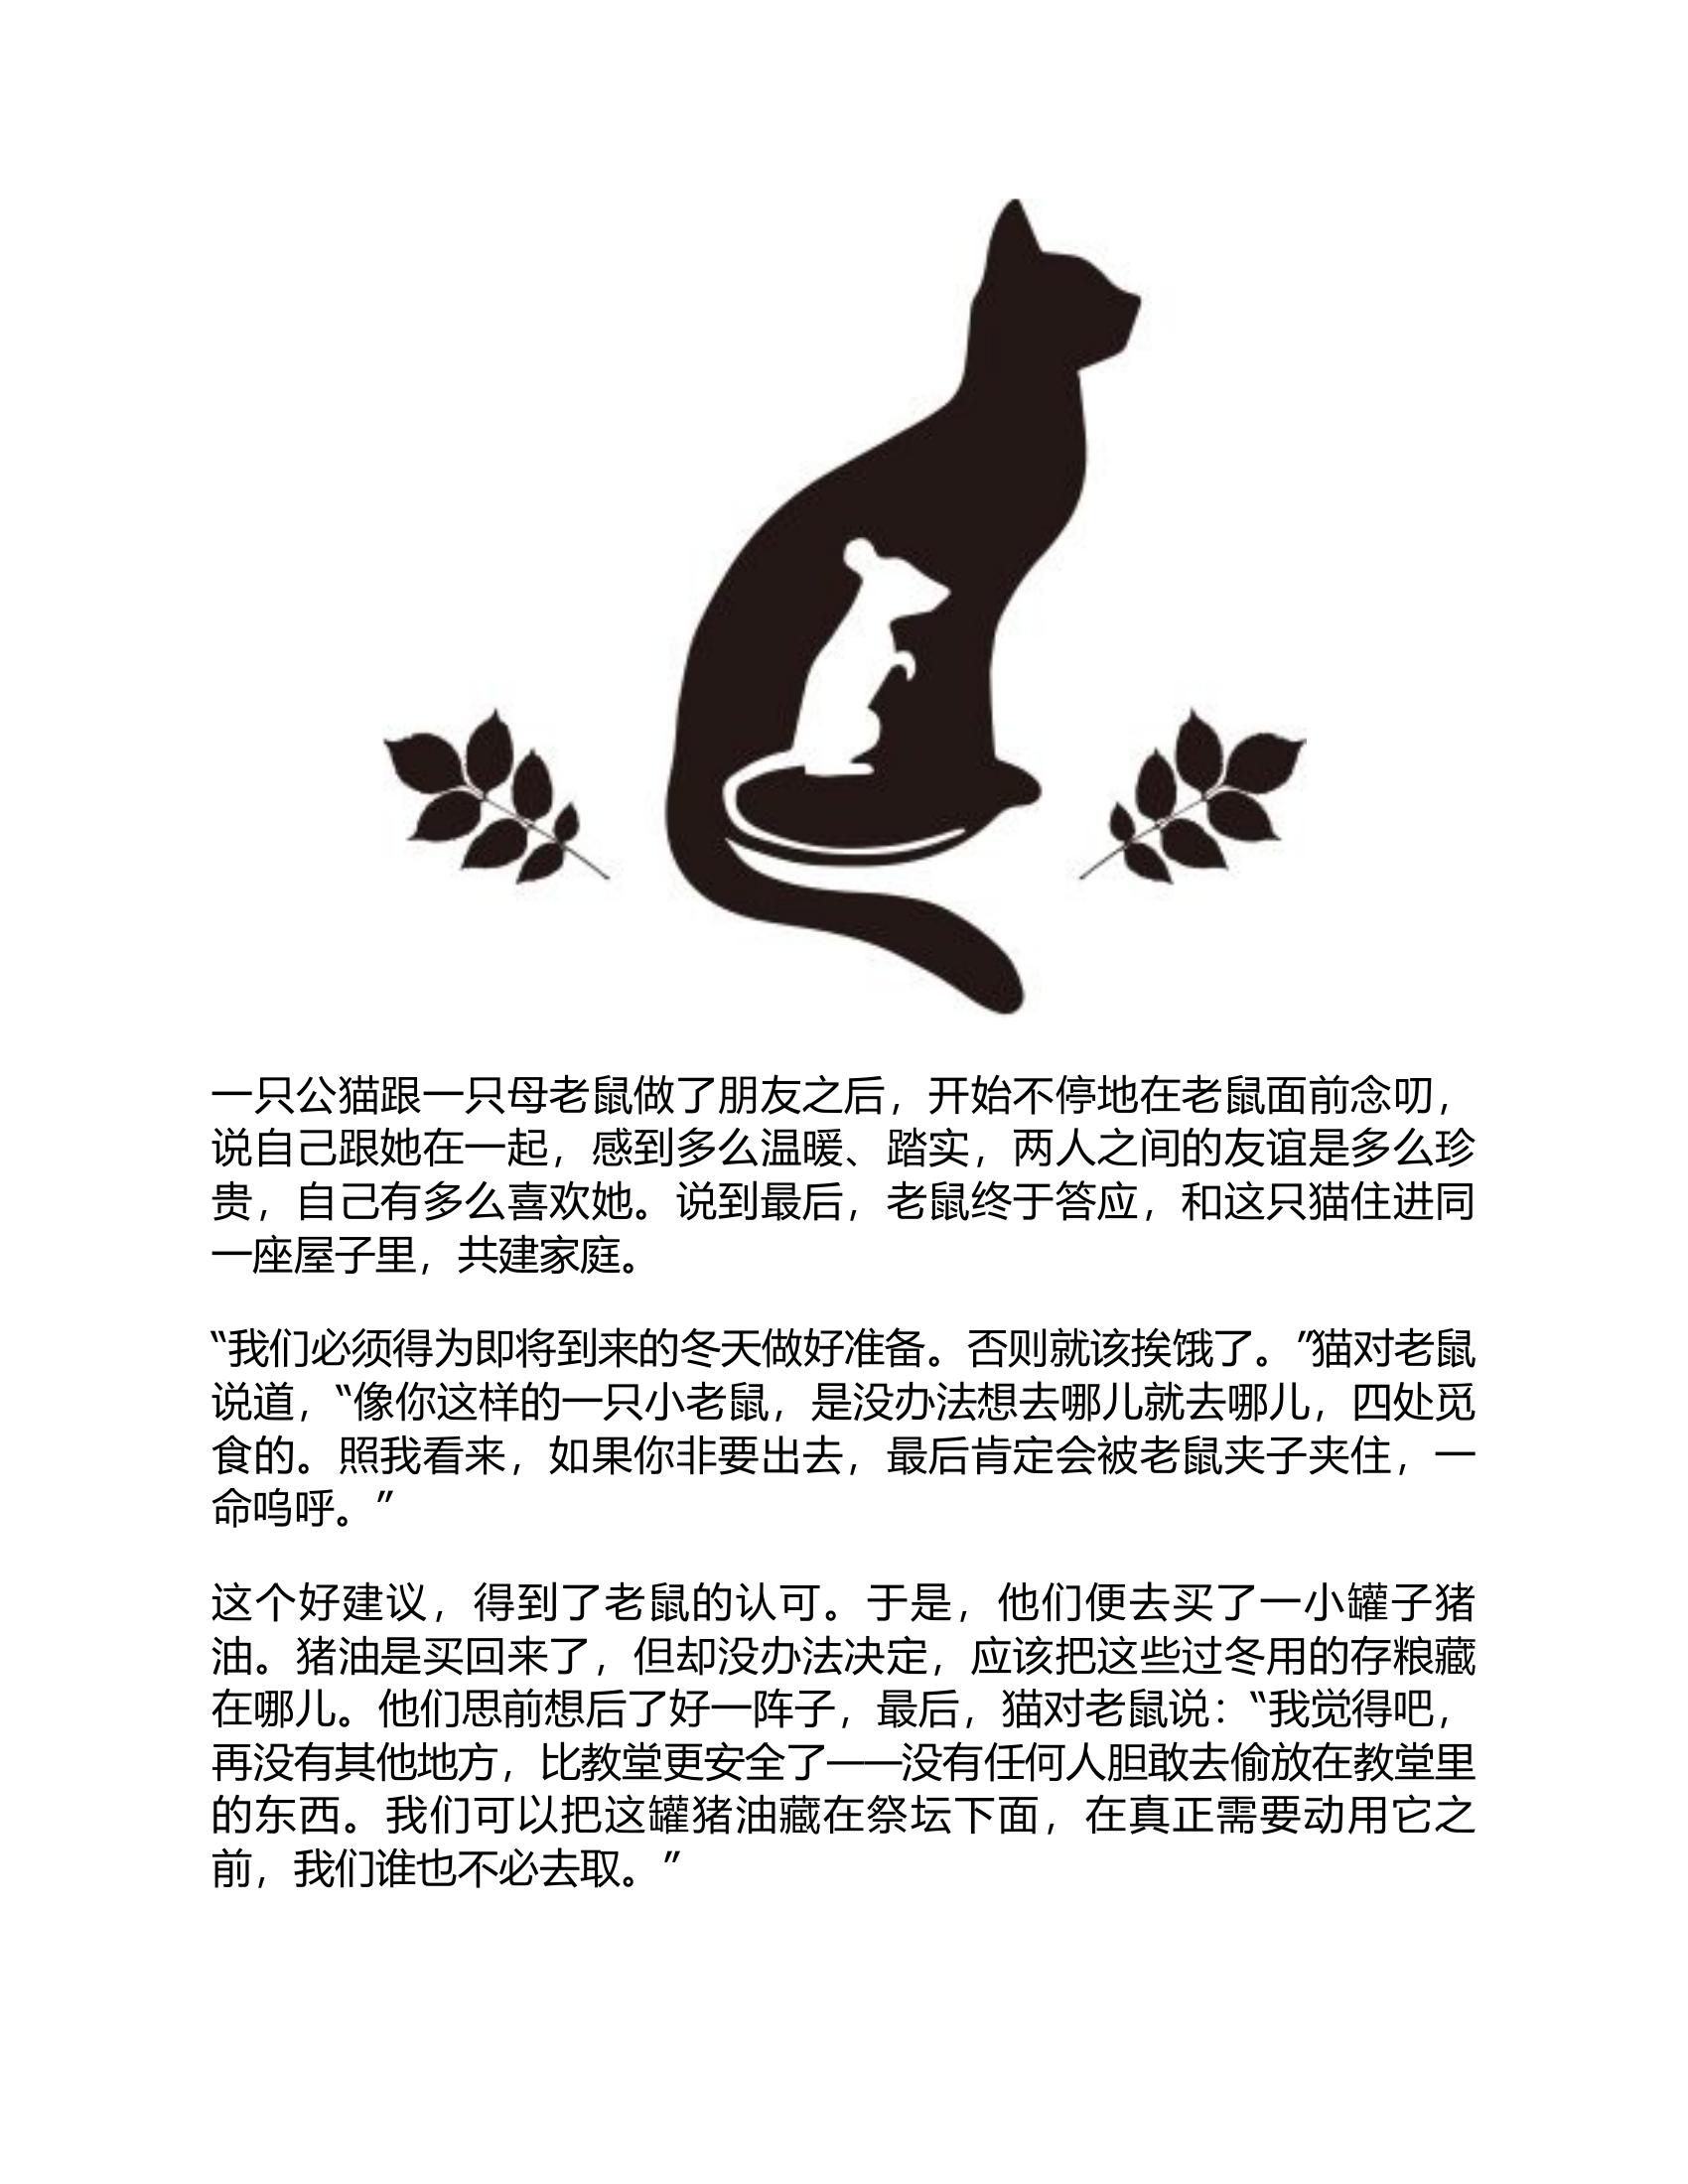 一只公猫跟一只母老鼠做了朋友之后，开始不停地在老鼠面前念叨，
说自己跟她在一起，感到多么温暖、踏实，两人之间的友谊是多么珍
贵，自己有多么喜欢她。说到最后，老鼠终于答应，和这只猫住进同
一座屋子里，共建家庭。
“我们必须得为即将到来的冬天做好准备。否则就该挨饿了。”猫对老鼠
说道，“像你这样的一只小老鼠，是没办法想去哪儿就去哪儿，四处觅
食的。照我看来，如果你非要出去，最后肯定会被老鼠夹子夹住，一
命呜呼。”
这个好建议，得到了老鼠的认可。于是，他们便去买了一小罐子猪
油。猪油是买回来了，但却没办法决定，应该把这些过冬用的存粮藏
在哪儿。他们思前想后了好一阵子，最后，猫对老鼠说：“我觉得吧，
再没有其他地方，比教堂更安全了——没有任何人胆敢去偷放在教堂里
的东西。我们可以把这罐猪油藏在祭坛下面，在真正需要动用它之
前，我们谁也不必去取。”